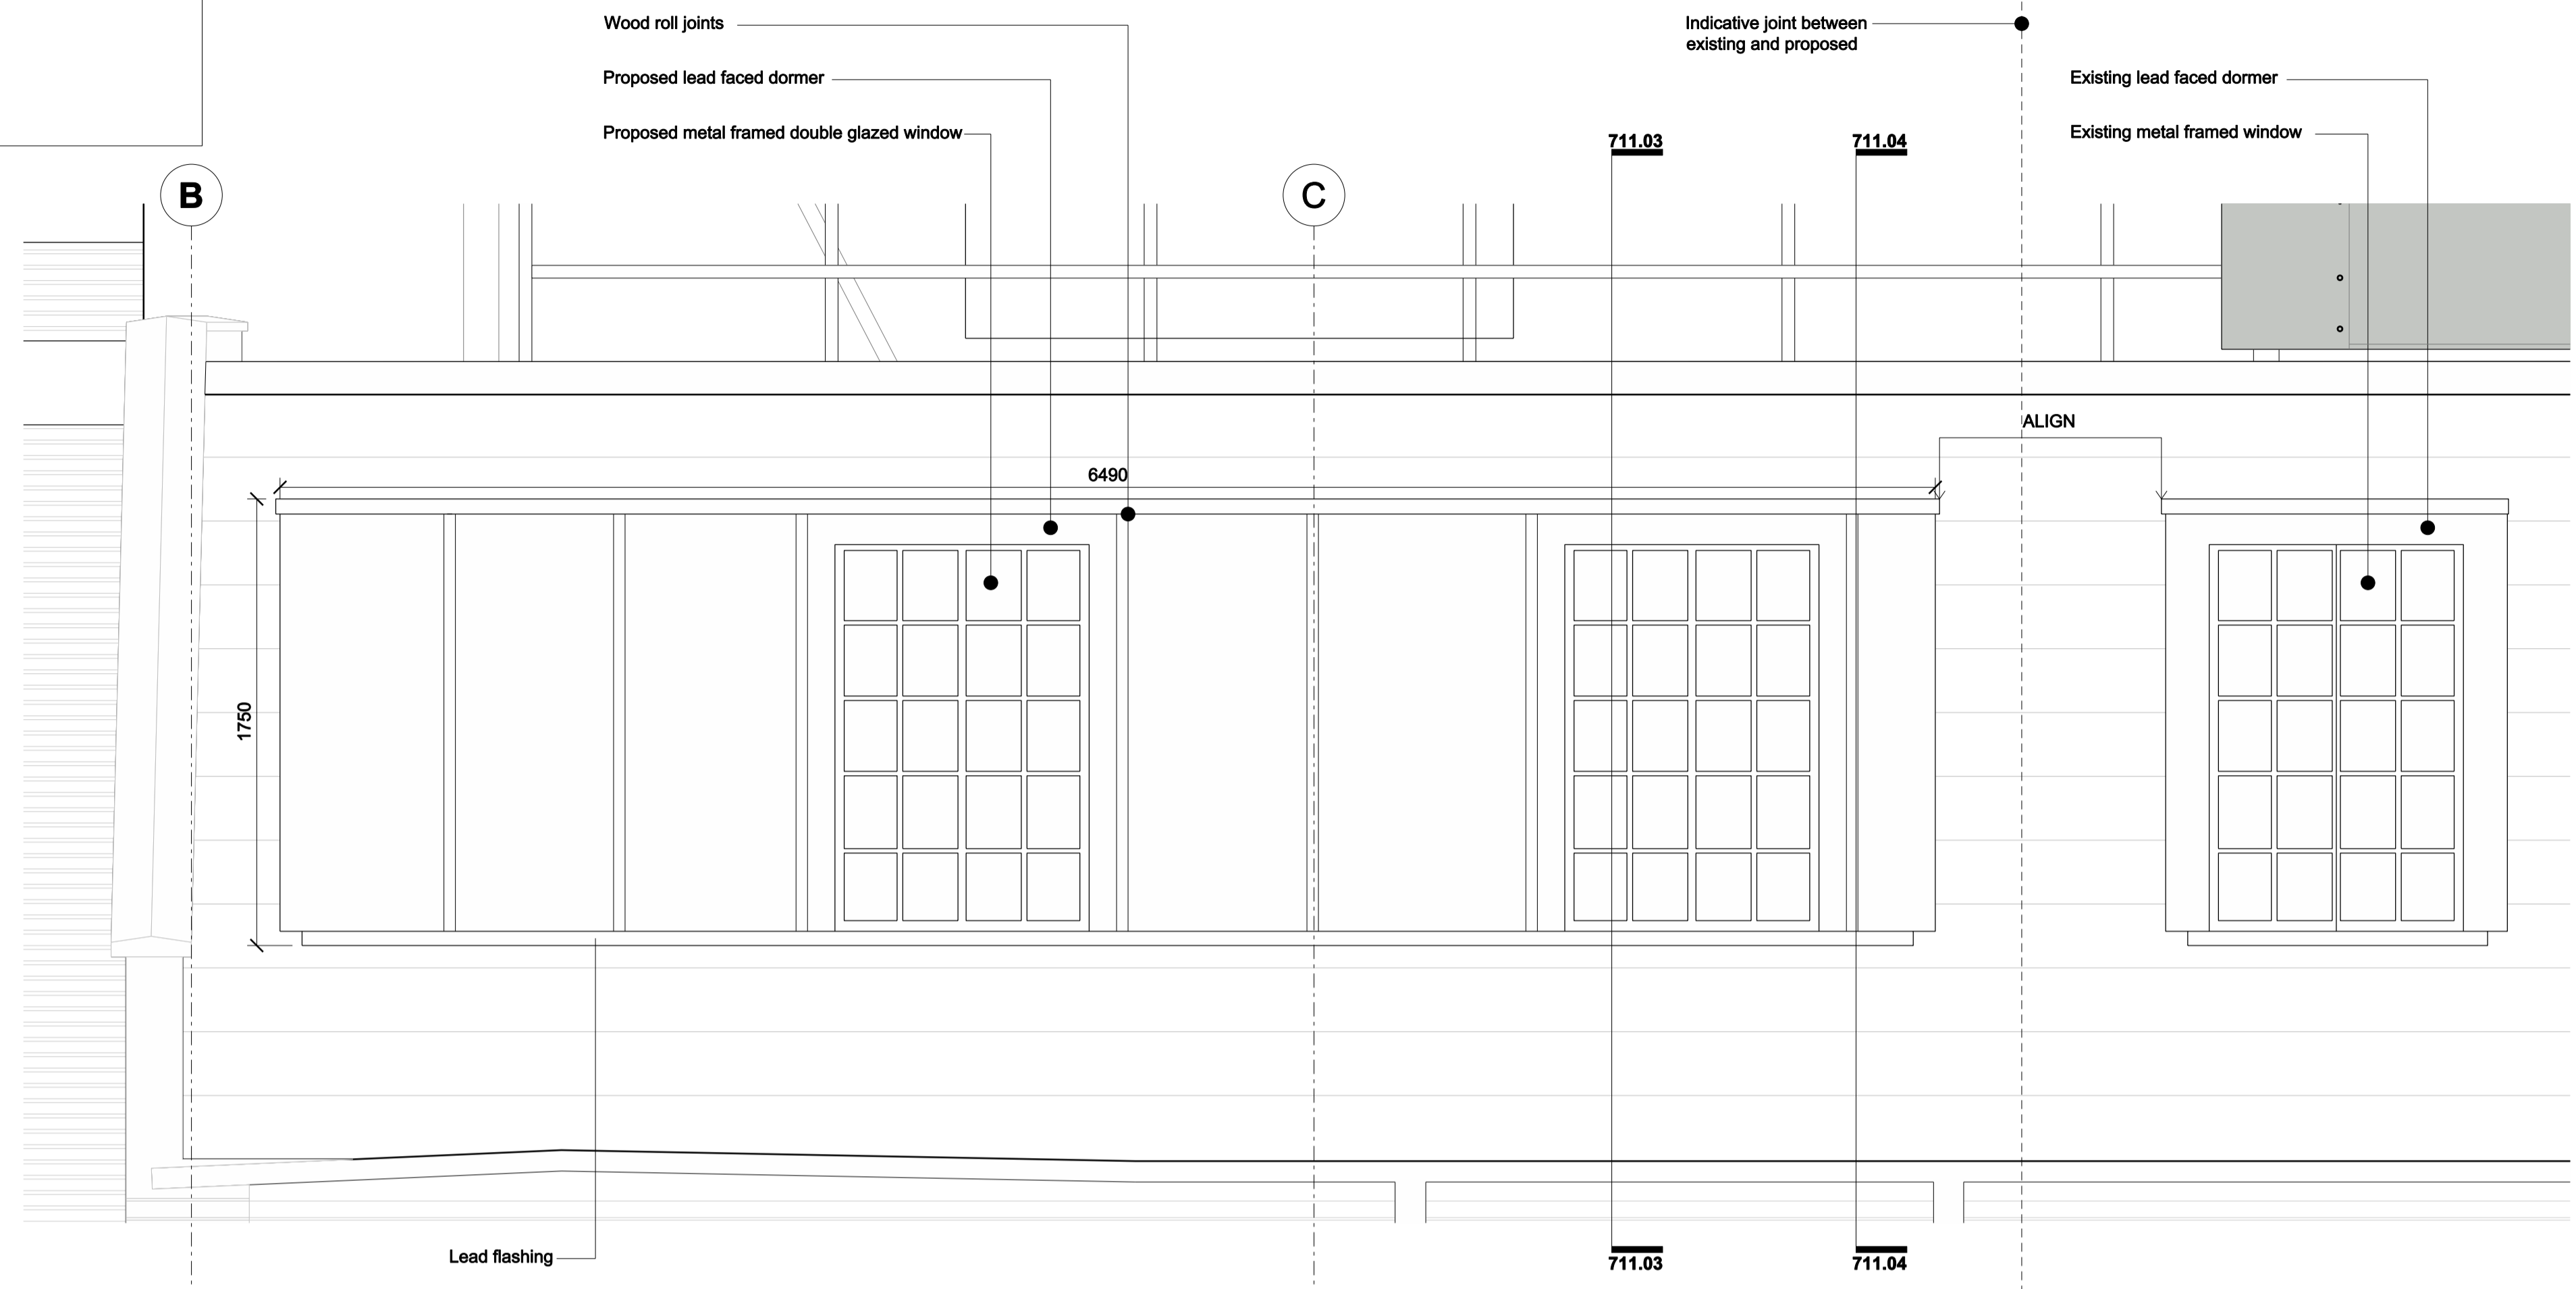 Wood roll joints
Indicative joint between
existing and proposed
Proposed lead faced dormer
Existing lead faced dormer
Proposed metal framed double glazed window
711.03
711.04
Existing metal framed window
B
C
ALIGN
6490
1750
Lead flashing
711.03
711.04